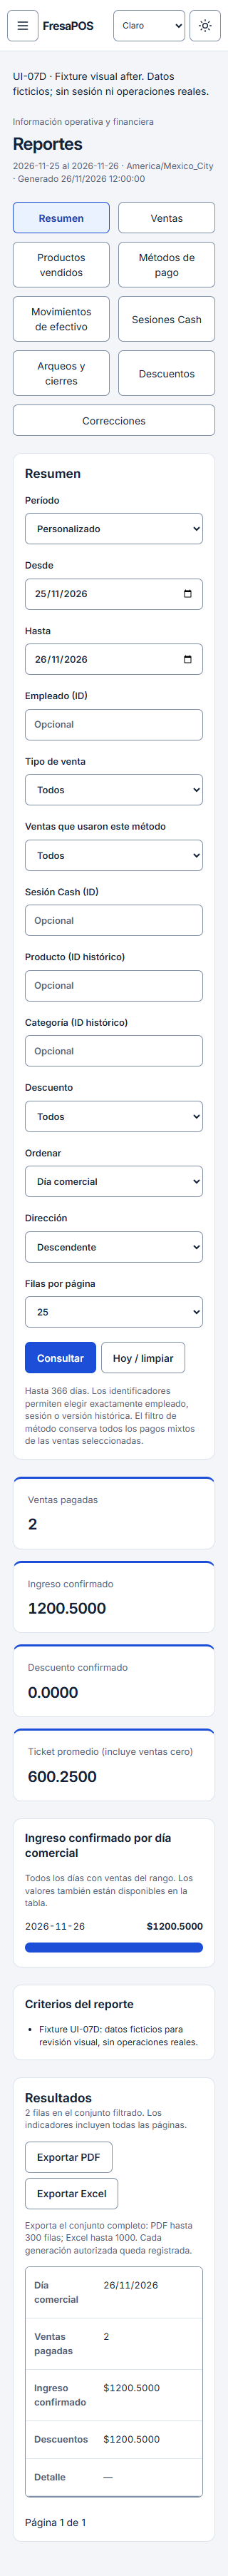 FresaPOS
Claro
UI-07D · Fixture visual after. Datos
ficticios; sin sesión ni operaciones reales.
Información operativa y financiera
Reportes
2026-11-25 al 2026-11-26 · America/Mexico_City
· Generado 26/11/2026 12:00:00
Resumen
Ventas
Productos
vendidos
Métodos de
pago
Movimientos
de efectivo
Sesiones Cash
Arqueos y
cierres
Descuentos
Correcciones
Resumen
Periodo
Personalizado
Desde
25/11/2026
Hasta
26/11/2026
Empleado (ID)
Opcional
Tipo de venta
Todos
Ventas que usaron este método
Todos
Sesión Cash (ID)
Opcional
Producto (ID histórico)
Opcional
Categoría (ID histórico)
Opcional
Descuento
Todos
Ordenar
Día comercial
Dirección
Descendente
Filas por página
25
Consultar
Hoy / limpiar
Hasta 366 días. Los identificadores
permiten elegir exactamente empleado,
sesión o versión histórica. El filtro de
método conserva todos los pagos mixtos
de las ventas seleccionadas.
Ventas pagadas
2
Ingreso confirmado
1200.5000
Descuento confirmado
0.0000
Ticket promedio (incluye ventas cero)
600.2500
Ingreso confirmado por día
comercial
Todos los días con ventas del rango. Los
valores también están disponibles en la
tabla.
2026-11-26 $1200.5000
Criterios del reporte
• Fixture UI-07D: datos ficticios para
revisión visual, sin operaciones reales.
Resultados
2 filas en el conjunto filtrado. Los
indicadores incluyen todas las páginas.
Exportar PDF
Exportar Excel
Exporta el conjunto completo: PDF hasta
300 filas; Excel hasta 1000. Cada
generación autorizada queda registrada.
Día
comercial
26/11/2026
Ventas
pagadas
2
Ingreso
confirmado
$1200.5000
Descuentos $1200.5000
Detalle —
Página 1 de 1